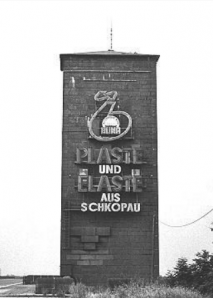 BUNA
PLASTE
UND
ELASTE
AUS
SCHKOPAU